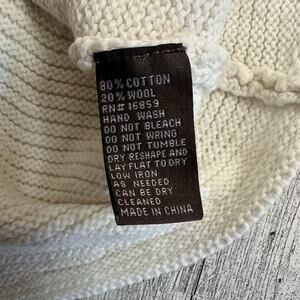 80% COTTON
20% WOOL
RN# 16859
HAND WASH
DO NOT BLEACH
DO NOT WRING
DO NOT TUMBLE
DRY RESHAPE AND
LAY FLAT TO DRY
LOW IRON
AS NEEDED
CAN BE DRY
CLEANED
MADE IN CHINA